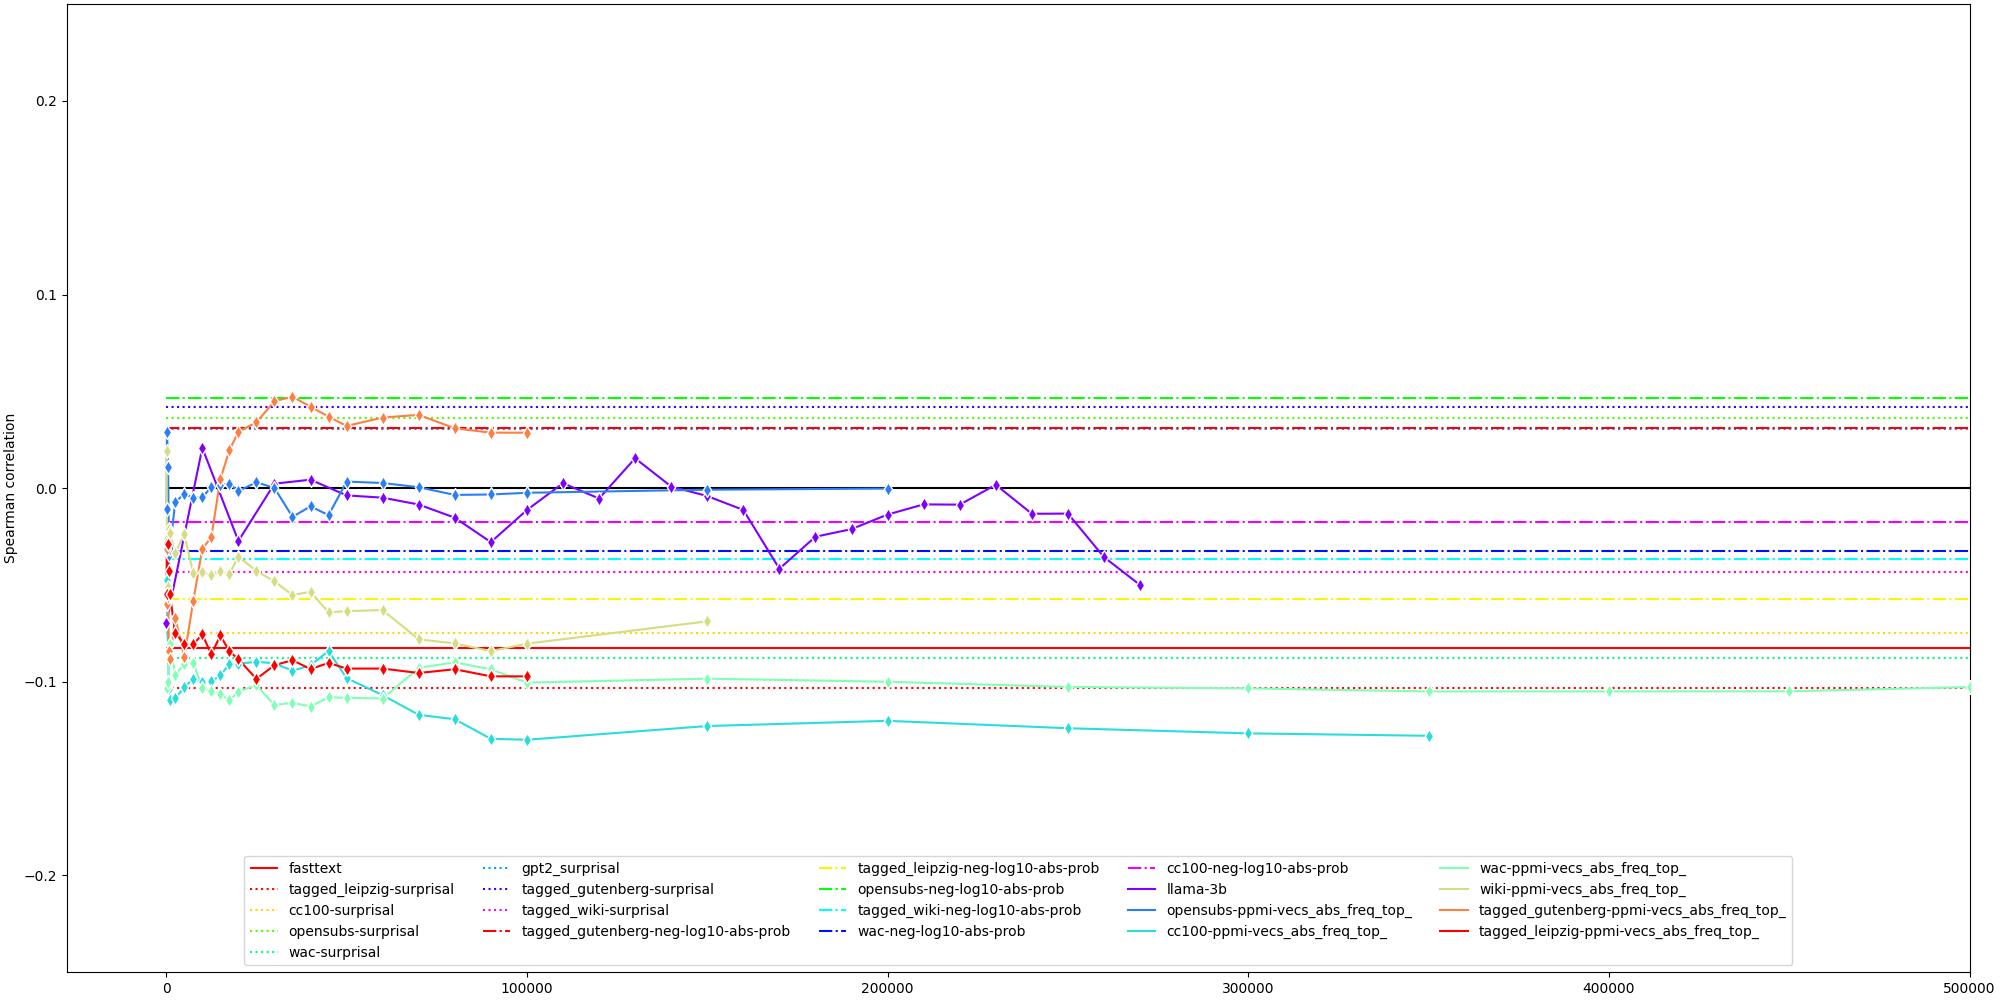 0.2
0.1
0.0
−0.1
−0.2
Spearman correlation
fasttext
tagged_leipzig-surprisal
cc100-surprisal
opensubs-surprisal
wac-surprisal
gpt2_surprisal
tagged_gutenberg-surprisal
tagged_wiki-surprisal
tagged_gutenberg-neg-log10-abs-prob
tagged_leipzig-neg-log10-abs-prob
opensubs-neg-log10-abs-prob
tagged_wiki-neg-log10-abs-prob
wac-neg-log10-abs-prob
cc100-neg-log10-abs-prob
llama-3b
opensubs-ppmi-vecs_abs_freq_top_
cc100-ppmi-vecs_abs_freq_top_
wac-ppmi-vecs_abs_freq_top_
wiki-ppmi-vecs_abs_freq_top_
tagged_gutenberg-ppmi-vecs_abs_freq_top_
tagged_leipzig-ppmi-vecs_abs_freq_top_
0 100000 200000 300000 400000 500000